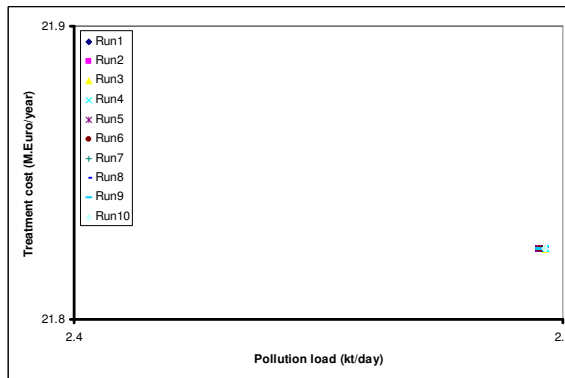 21.9
Run1
Run2
Run3
Run4
Run5
Run6
Run7
Run8
Run9
Run10
Treatment cost (M.Euro/year)
21.8
2.4
2.
Pollution load (kt/day)